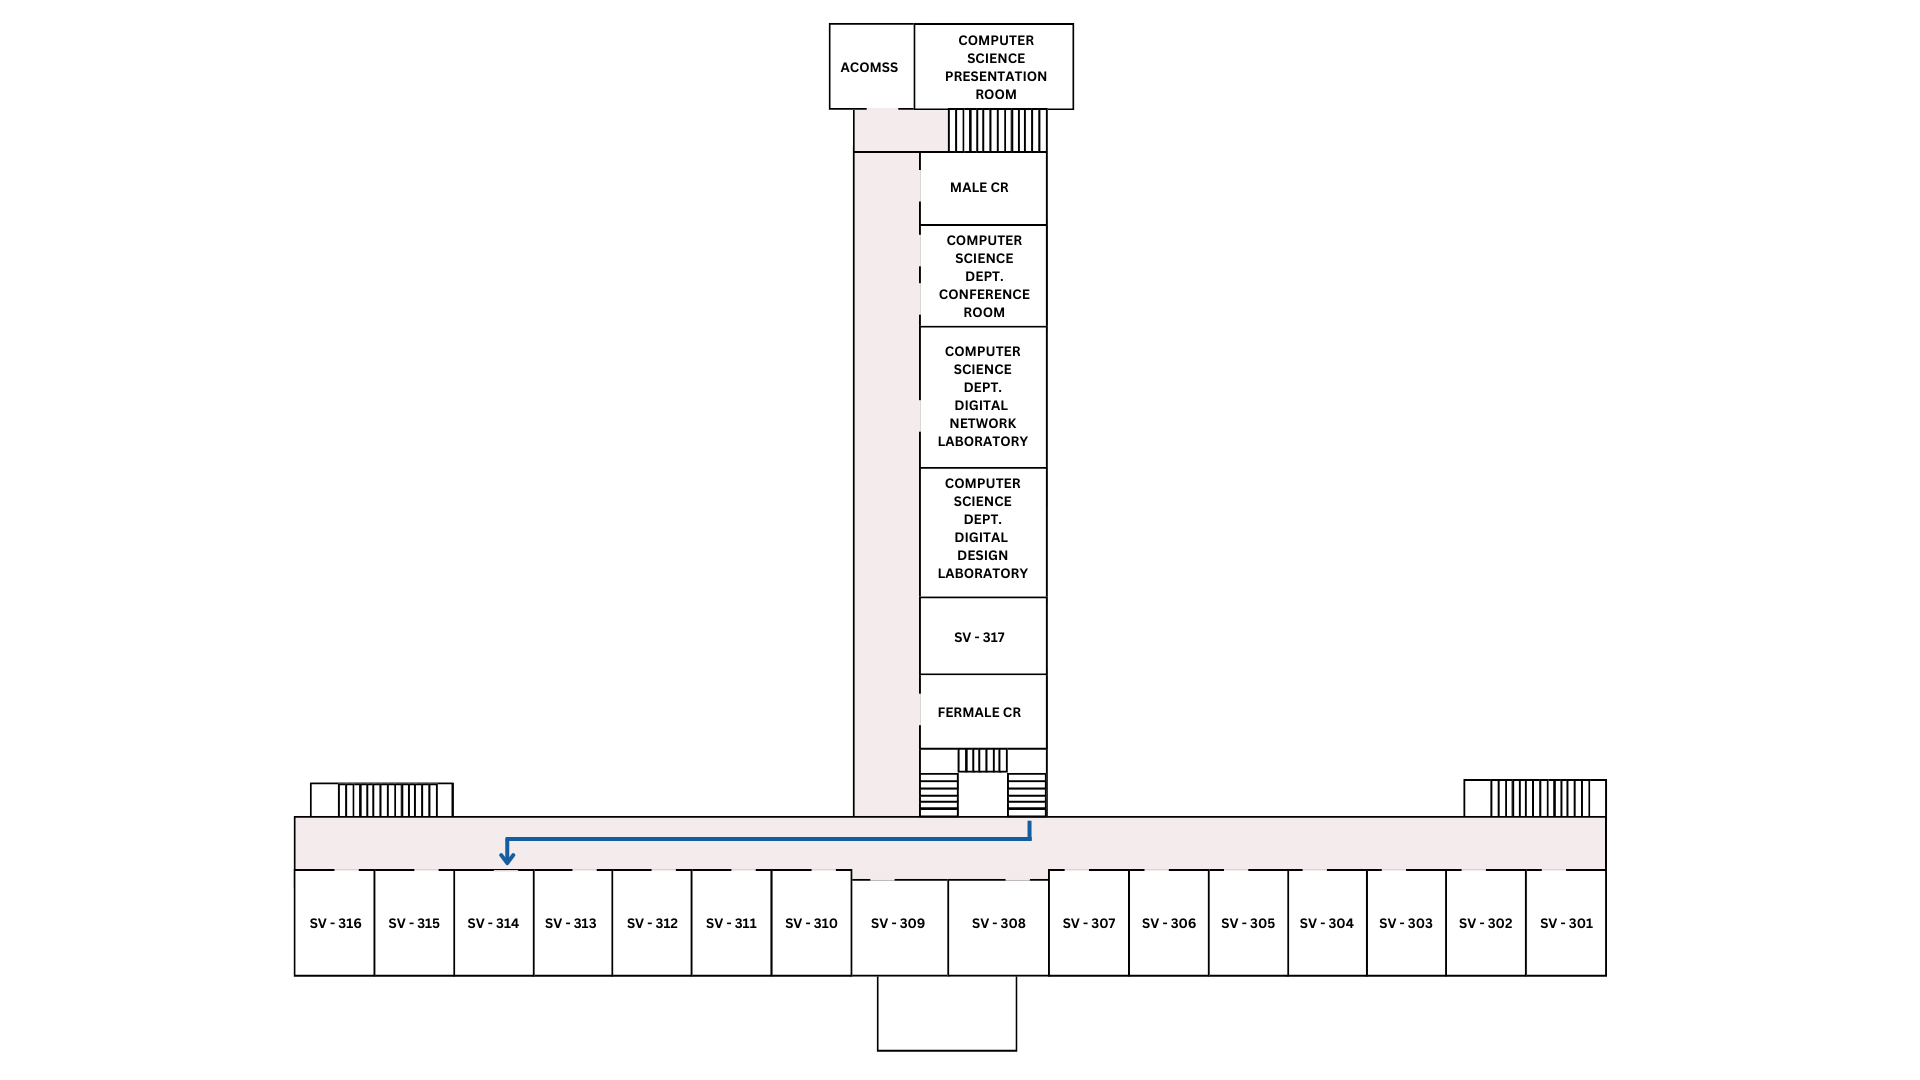 ACOMSS
COMPUTER
SCIENCE
PRESENTATION
ROOM
MALE CR
COMPUTER
SCIENCE
DEPT.
CONFERENCE
ROOM
COMPUTER
SCIENCE
DEPT.
DIGITAL
NETWORK
LABORATORY
COMPUTER
SCIENCE
DEPT.
DIGITAL
DESIGN
LABORATORY
SV - 317
FERMALE CR
SV - 316
SV - 315
SV - 314
SV - 313
SV - 312
SV - 311
SV - 310
SV - 309
SV - 308
SV - 307
SV - 306
SV - 305
SV - 304
SV - 303
SV - 302
SV - 301